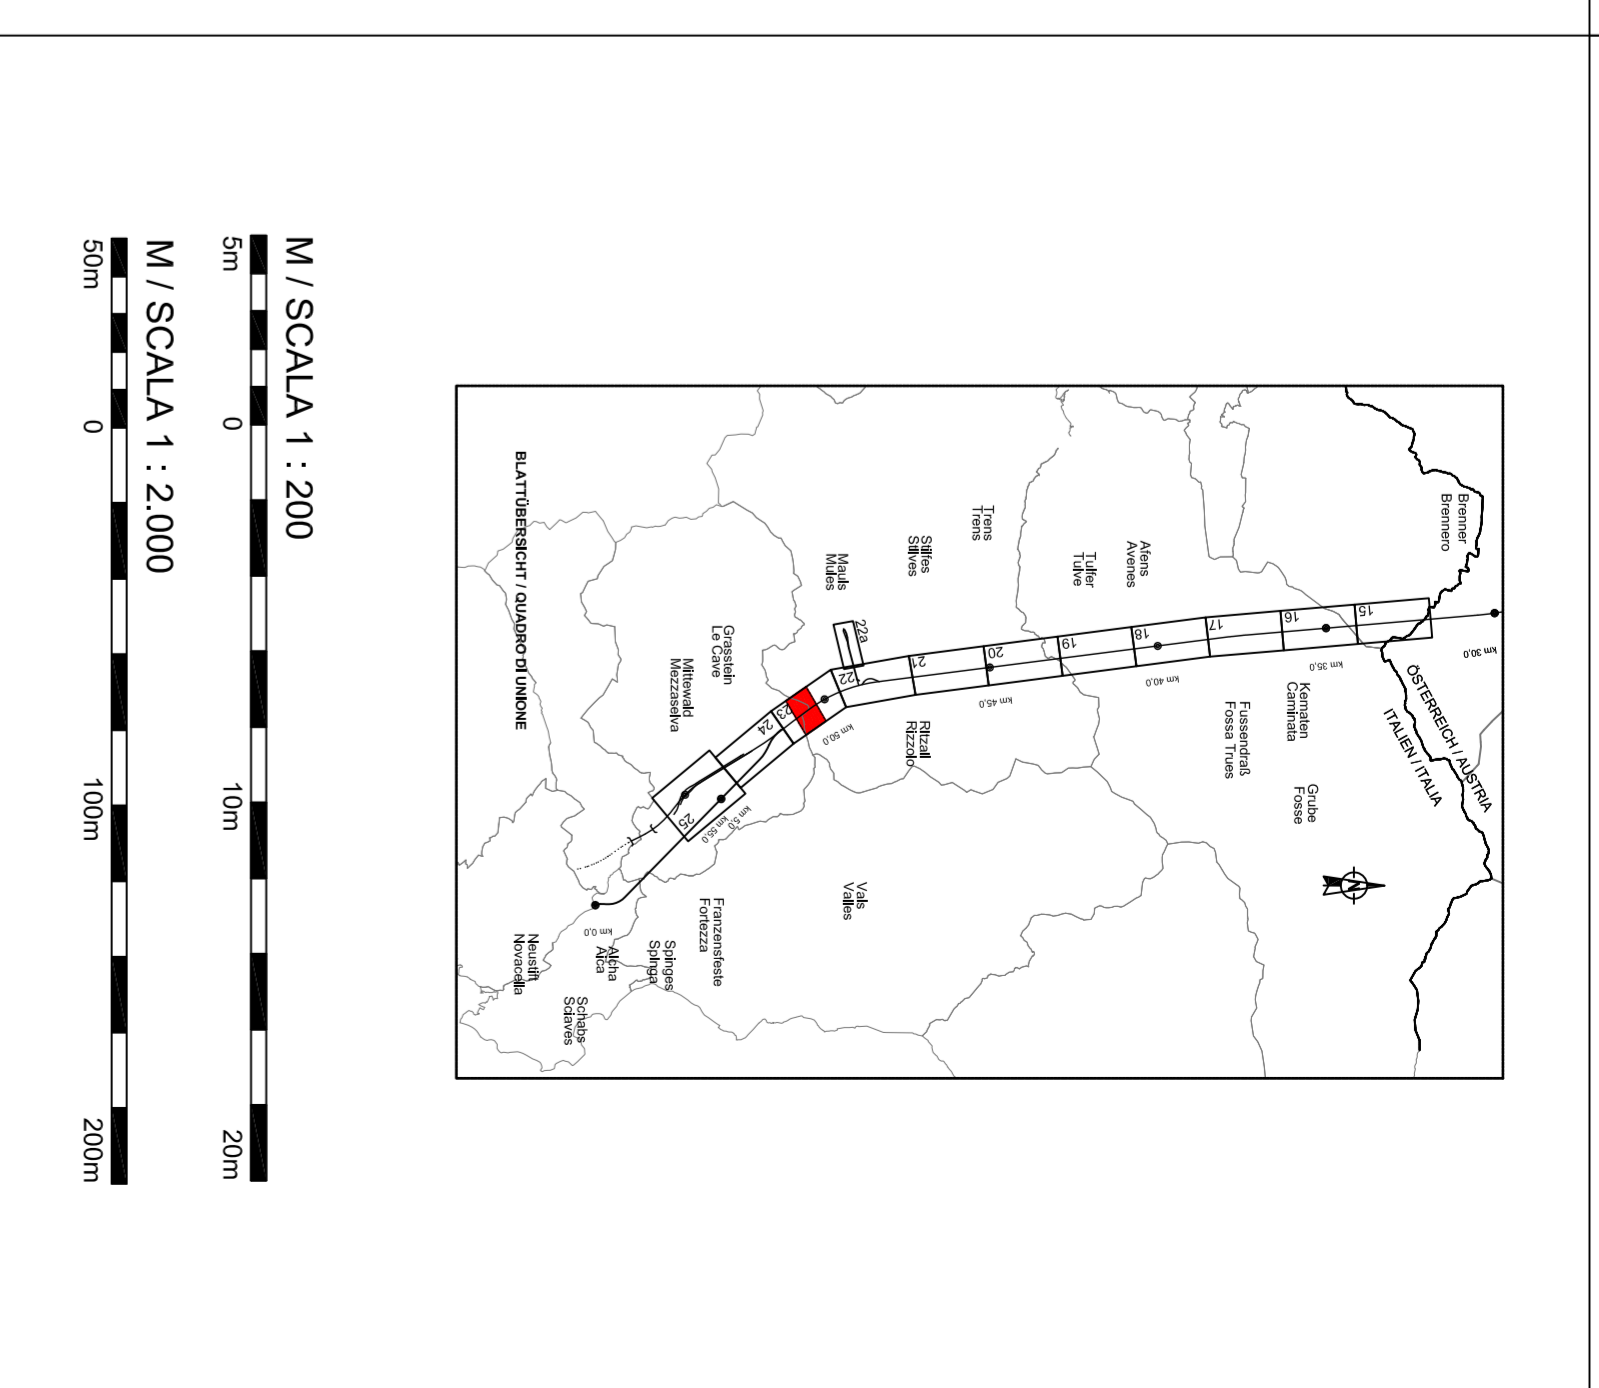 Brenner
Brennero
km 30,0
ÖSTERREICH / AUSTRIA
ITALIEN / ITALIA
15
km 35,0
16
Kematen
Caminata
Grube
Fosse
N
Fussendraß
Fossa Trues
17
Afens
Avenes
18
km 40,0
Tulfer
Tulve
19
Trens
Trens
20
km 45,0
Stilfes
Stilves
21
Ritzail
Rizzolo
Mauls
Mules
22a
22
km 50,0
Vals
Valles
23
24
Grasstein
Le Cave
Mittewald
Mezzaselva
km 5,0
km 55,0
25
Franzensfeste
Fortezza
Spinges
Spinga
km 0,0
Aicha
Aica
Schabs
Sciaves
Neustift
Novacella
BLATTÜBERSICHT / QUADRO DI UNIONE
M / SCALA 1 : 200
5m 0 10m 20m
M / SCALA 1 : 2.000
50m 0 100m 200m